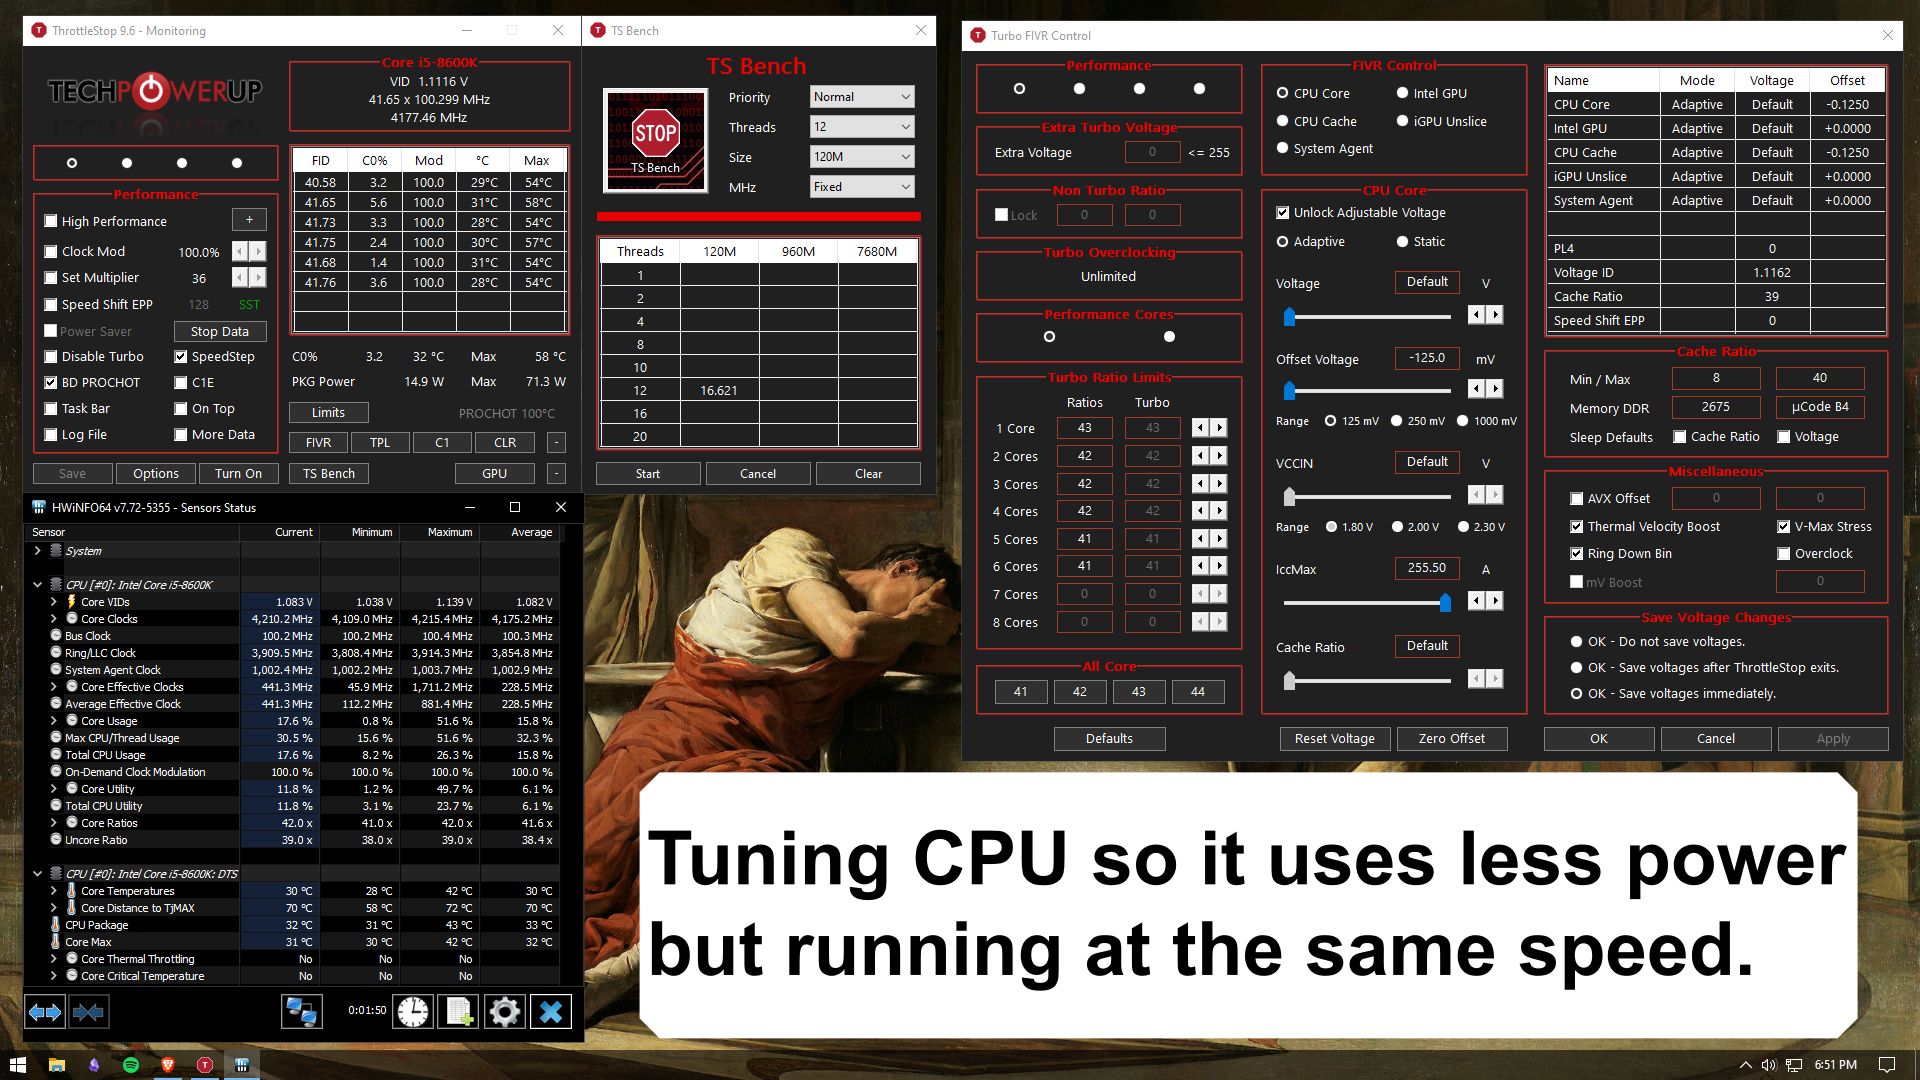 ThrottleStop 9.6 - Monitoring
TECHPOWERUP
Core i5-8600K
VID 1.1116 V
41.65 x 100.299 MHz
4177.46 MHz
FID C0% Mod °C Max
40.58 3.2 100.0 29°C 54°C
41.65 5.6 100.0 31°C 58°C
41.73 3.3 100.0 28°C 54°C
41.75 2.4 100.0 30°C 57°C
41.68 1.4 100.0 31°C 54°C
41.76 3.6 100.0 28°C 54°C
Performance
High Performance +
Clock Mod 100.0%
Set Multiplier 36
Speed Shift EPP 128 SST
Power Saver Stop Data
Disable Turbo SpeedStep
BD PROCHOT C1E
Task Bar On Top
Log File More Data
C0% 3.2 32 °C Max 58 °C
PKG Power 14.9 W Max 71.3 W
Limits PROCHOT 100°C
FIVR TPL C1 CLR -
Save Options Turn On TS Bench GPU -
TS Bench
TS Bench
STOP
TS Bench
Priority Normal
Threads 12
Size 120M
MHz Fixed
Threads 120M 960M 7680M
1
2
4
8
10
12 16.621
16
20
Start Cancel Clear
Turbo FIVR Control
Performance
Extra Turbo Voltage
Extra Voltage 0 <= 255
Non Turbo Ratio
Lock 0 0
Turbo Overclocking
Unlimited
Performance Cores
Turbo Ratio Limits
Ratios Turbo
1 Core 43 43
2 Cores 42 42
3 Cores 42 42
4 Cores 42 42
5 Cores 41 41
6 Cores 41 41
7 Cores 0 0
8 Cores 0 0
All Core
41 42 43 44
Defaults
FIVR Control
CPU Core Intel GPU
CPU Cache iGPU Unslice
System Agent
CPU Core
Unlock Adjustable Voltage
Adaptive Static
Voltage Default V
Offset Voltage -125.0 mV
Range 125 mV 250 mV 1000 mV
VCCIN Default V
Range 1.80 V 2.00 V 2.30 V
IccMax 255.50 A
Cache Ratio Default
Reset Voltage Zero Offset
Name Mode Voltage Offset
CPU Core Adaptive Default -0.1250
Intel GPU Adaptive Default +0.0000
CPU Cache Adaptive Default -0.1250
iGPU Unslice Adaptive Default +0.0000
System Agent Adaptive Default +0.0000
PL4 0
Voltage ID 1.1162
Cache Ratio 39
Speed Shift EPP 0
Cache Ratio
Min / Max 8 40
Memory DDR 2675 µCode B4
Sleep Defaults Cache Ratio Voltage
Miscellaneous
AVX Offset 0 0
Thermal Velocity Boost V-Max Stress
Ring Down Bin Overclock
mV Boost 0
Save Voltage Changes
OK - Do not save voltages.
OK - Save voltages after ThrottleStop exits.
OK - Save voltages immediately.
OK Cancel Apply
HWiNFO64 v7.72-5355 - Sensors Status
Sensor Current Minimum Maximum Average
System
CPU [#0]: Intel Core i5-8600K
Core VIDs 1.083 V 1.038 V 1.139 V 1.082 V
Core Clocks 4,210.2 MHz 4,109.0 MHz 4,215.4 MHz 4,175.2 MHz
Bus Clock 100.2 MHz 100.2 MHz 100.4 MHz 100.3 MHz
Ring/LLC Clock 3,909.5 MHz 3,808.4 MHz 3,914.3 MHz 3,854.8 MHz
System Agent Clock 1,002.4 MHz 1,002.2 MHz 1,003.7 MHz 1,002.9 MHz
Core Effective Clocks 441.3 MHz 45.9 MHz 1,711.2 MHz 228.5 MHz
Average Effective Clock 441.3 MHz 112.2 MHz 881.4 MHz 228.5 MHz
Core Usage 17.6 % 0.8 % 51.6 % 15.8 %
Max CPU/Thread Usage 30.5 % 15.6 % 51.6 % 32.3 %
Total CPU Usage 17.6 % 8.2 % 26.3 % 15.8 %
On-Demand Clock Modulation 100.0 % 100.0 % 100.0 % 100.0 %
Core Utility 11.8 % 1.2 % 49.7 % 6.1 %
Total CPU Utility 11.8 % 3.1 % 23.7 % 6.1 %
Core Ratios 42.0 x 41.0 x 42.0 x 41.6 x
Uncore Ratio 39.0 x 38.0 x 39.0 x 38.4 x
CPU [#0]: Intel Core i5-8600K: DTS
Core Temperatures 30 °C 28 °C 42 °C 30 °C
Core Distance to TjMAX 70 °C 58 °C 72 °C 70 °C
CPU Package 32 °C 31 °C 43 °C 33 °C
Core Max 31 °C 30 °C 42 °C 32 °C
Core Thermal Throttling No No No
Core Critical Temperature No No No
0:01:50
Tuning CPU so it uses less power
but running at the same speed.
6:51 PM